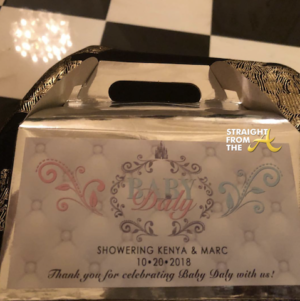 STRAIGHT
FROM
THE A
BABY
Daly
SHOWERING KENYA & MARC
10•20•2018
Thank you for celebrating Baby Daly with us!